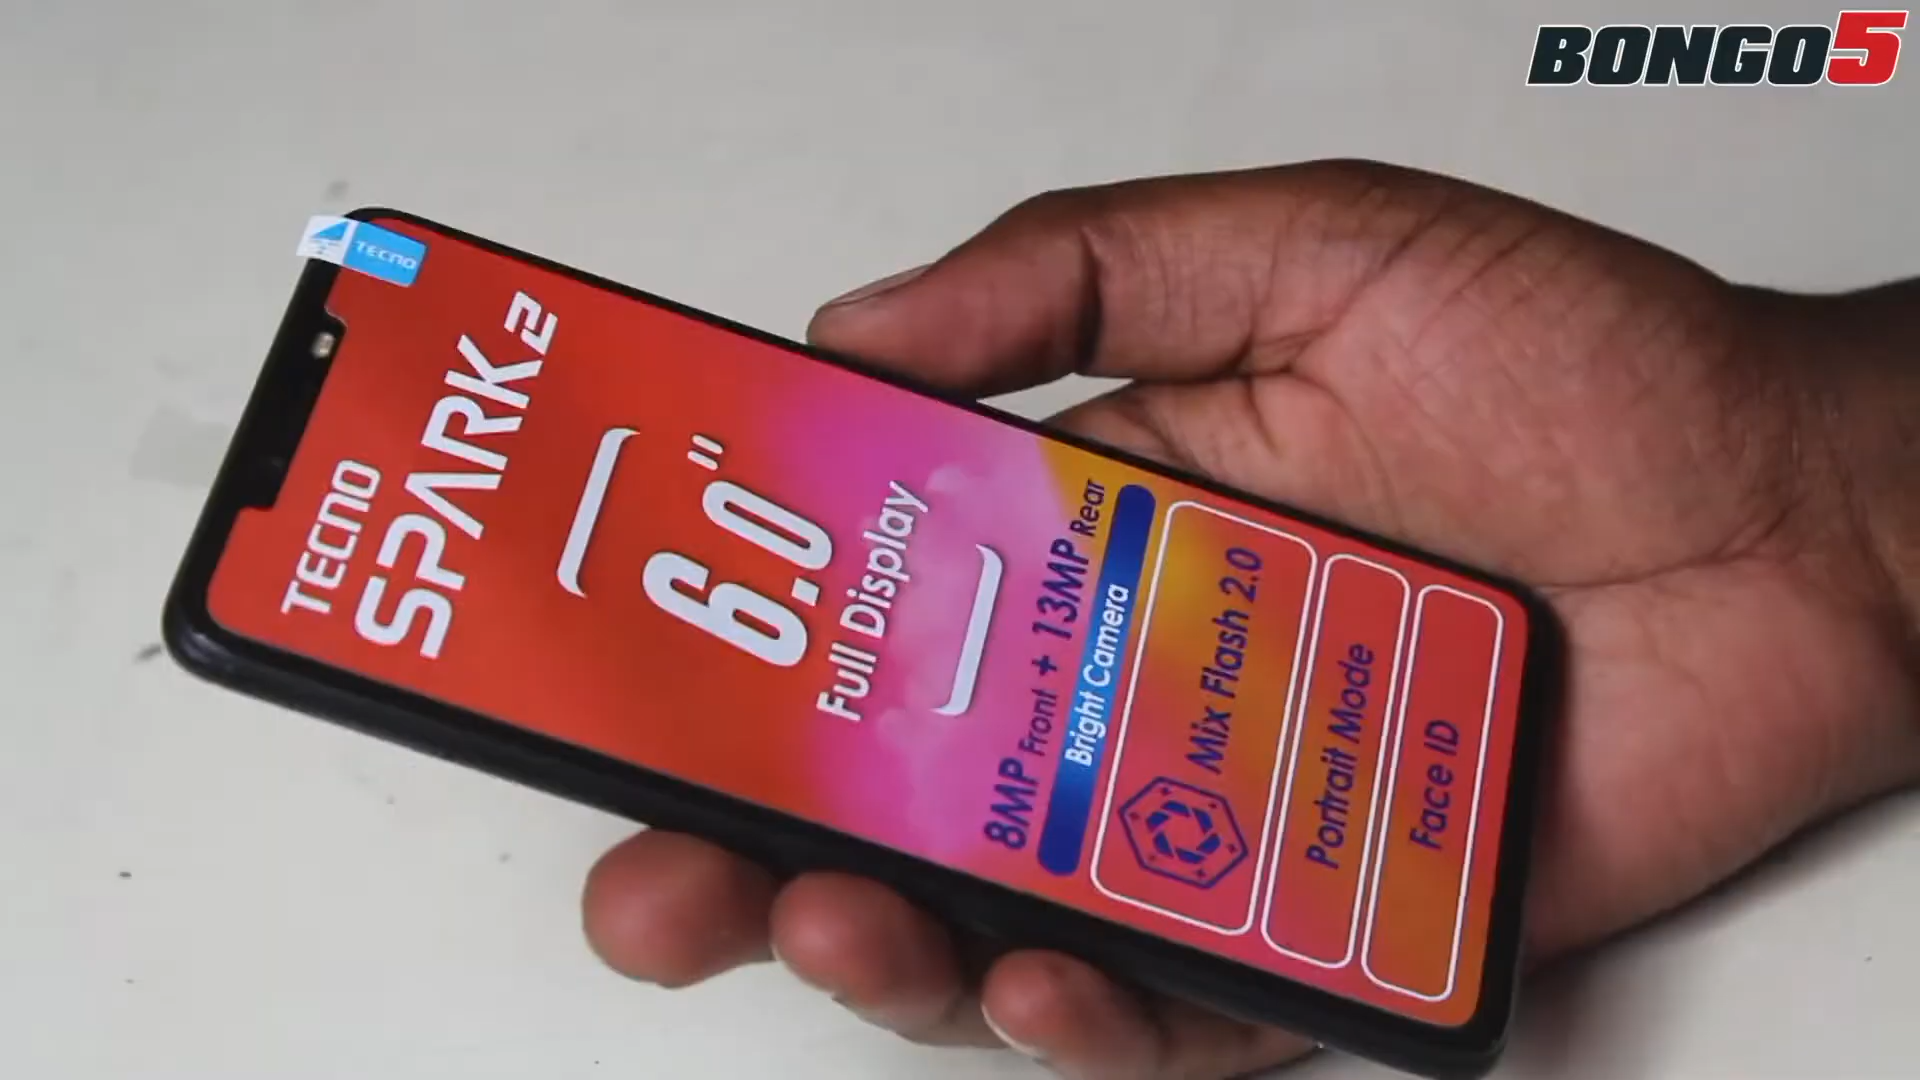 BONGO5
TECNO
TECNO
SPARK2
6.0"
Full Display
8MP Front + 13MP Rear
Bright Camera
Mix Flash 2.0
Portrait Mode
Face ID